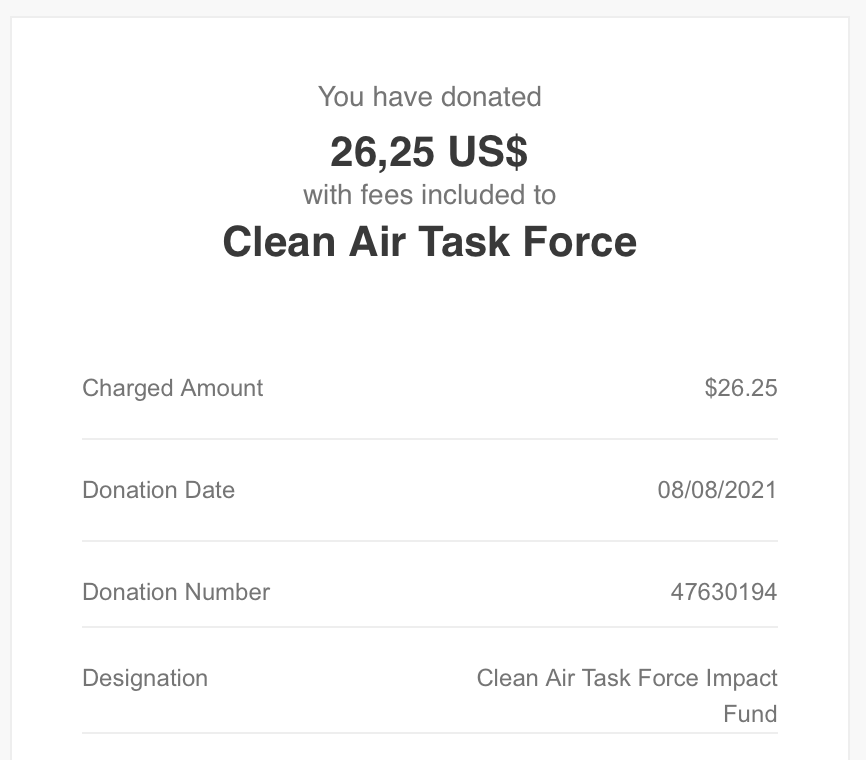 You have donated
26,25 US$
with fees included to
Clean Air Task Force
Charged Amount $26.25
Donation Date 08/08/2021
Donation Number 47630194
Designation Clean Air Task Force Impact
Fund